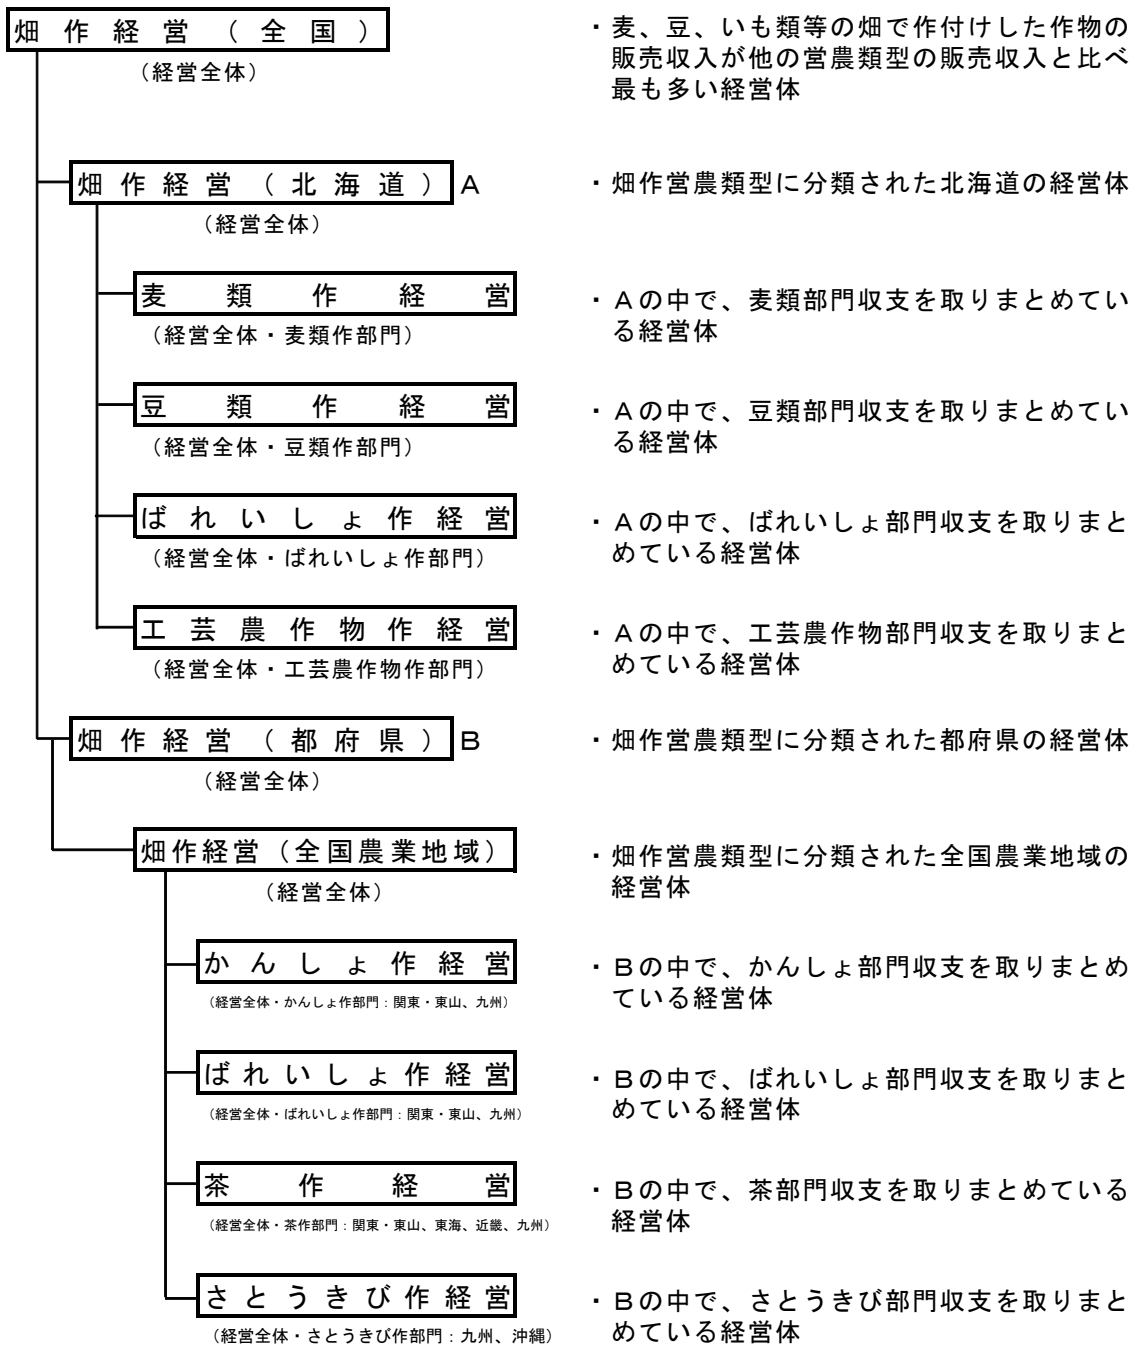 畑作経営（全国）
（経営全体）
・麦、豆、いも類等の畑で作付けした作物の
販売収入が他の営農類型の販売収入と比べ
最も多い経営体
畑作経営（北海道）A
（経営全体）
・畑作営農類型に分類された北海道の経営体
麦類作経営
（経営全体・麦類作部門）
・Ａの中で、麦類部門収支を取りまとめてい
る経営体
豆類作経営
（経営全体・豆類作部門）
・Ａの中で、豆類部門収支を取りまとめてい
る経営体
ばれいしょ作経営
（経営全体・ばれいしょ作部門）
・Ａの中で、ばれいしょ部門収支を取りまと
めている経営体
工芸農作物作経営
（経営全体・工芸農作物作部門）
・Ａの中で、工芸農作物部門収支を取りまと
めている経営体
畑作経営（都府県）B
（経営全体）
・畑作営農類型に分類された都府県の経営体
畑作経営（全国農業地域）
（経営全体）
・畑作営農類型に分類された全国農業地域の
経営体
かんしょ作経営
（経営全体・かんしょ作部門：関東・東山、九州）
・Ｂの中で、かんしょ部門収支を取りまとめ
ている経営体
ばれいしょ作経営
（経営全体・ばれいしょ作部門：関東・東山、九州）
・Ｂの中で、ばれいしょ部門収支を取りまと
めている経営体
茶作経営
（経営全体・茶作部門：関東・東山、東海、近畿、九州）
・Ｂの中で、茶部門収支を取りまとめている
経営体
さとうきび作経営
（経営全体・さとうきび作部門：九州、沖縄）
・Ｂの中で、さとうきび部門収支を取りまと
めている経営体